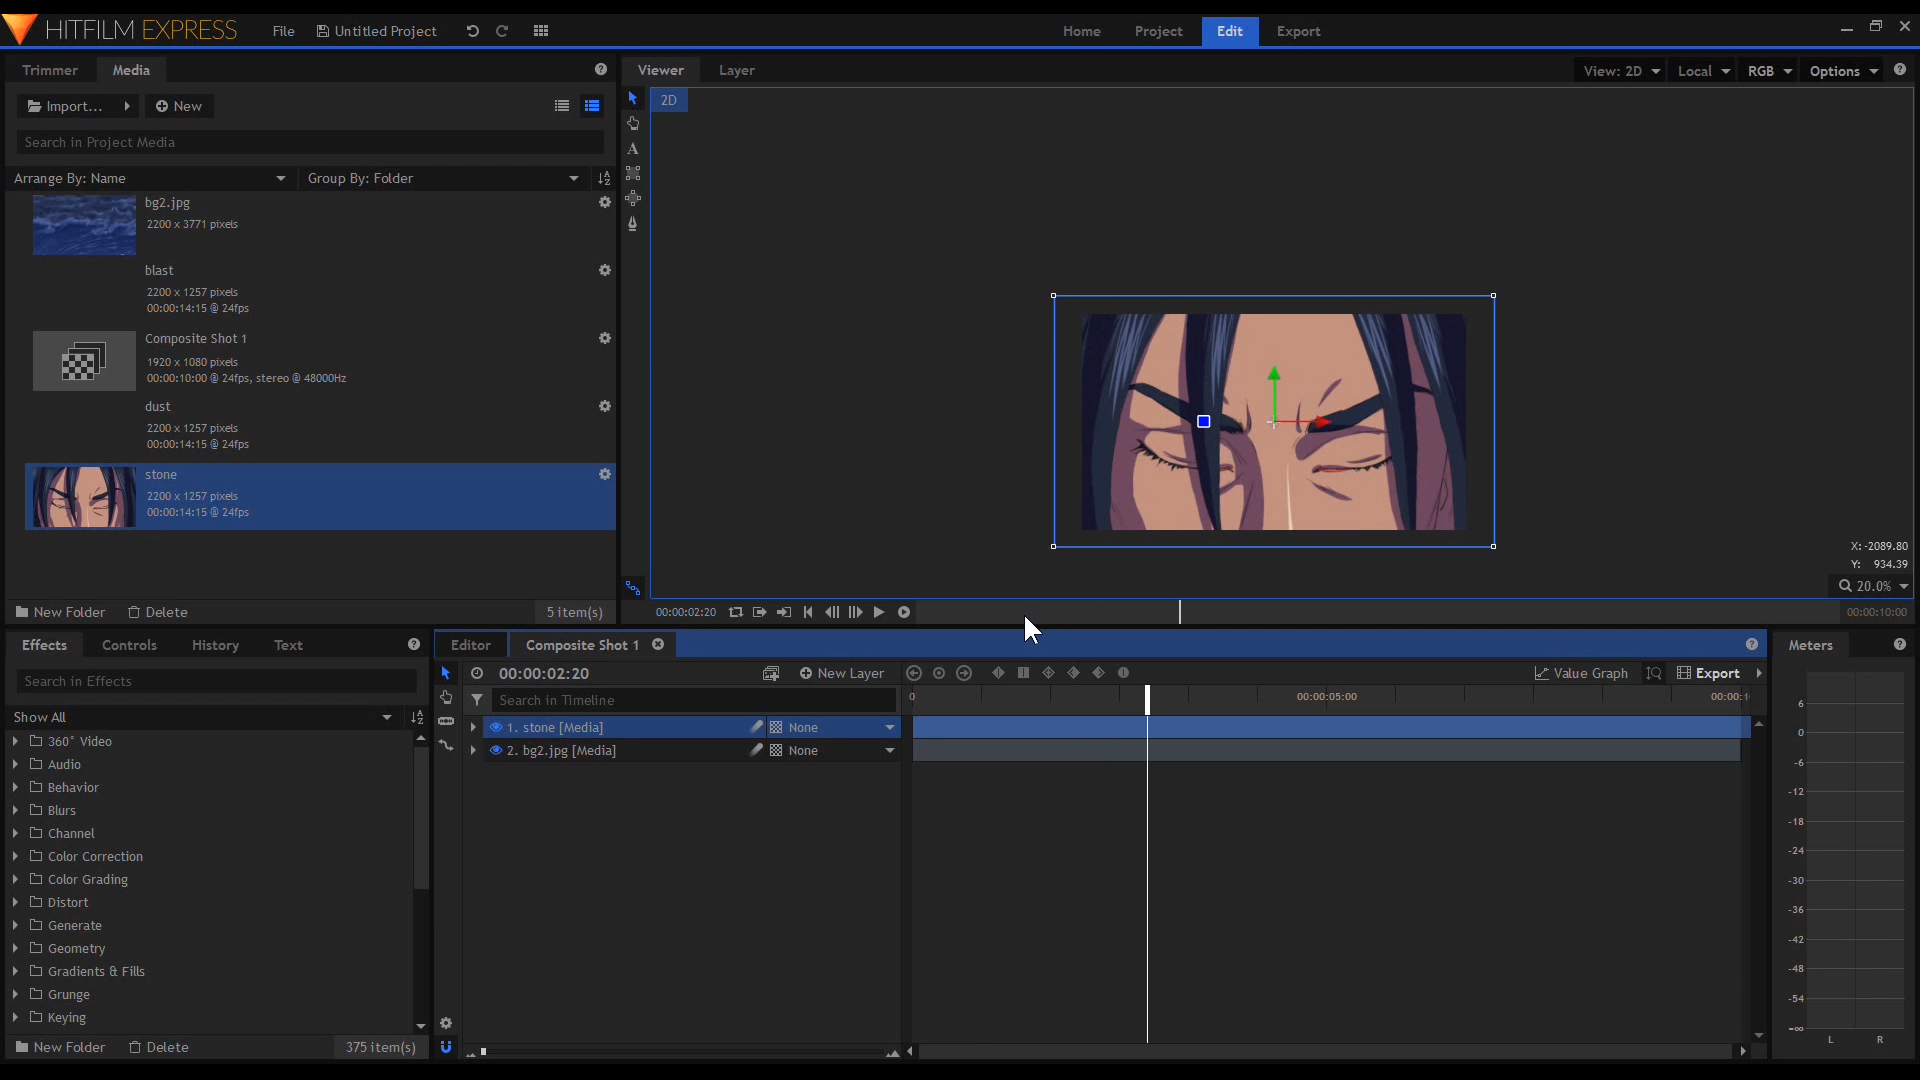 HITFILM EXPRESS
File
Untitled Project
Home
Project
Edit
Export
Trimmer
Media
Viewer
Layer
View: 2D
Local
RGB
Options
Import...
New
2D
Search in Project Media
Arrange By: Name
Group By: Folder
bg2.jpg
2200 x 3771 pixels
blast
2200 x 1257 pixels
00:00:14:15 @ 24fps
Composite Shot 1
1920 x 1080 pixels
00:00:10:00 @ 24fps, stereo @ 48000Hz
dust
2200 x 1257 pixels
00:00:14:15 @ 24fps
stone
2200 x 1257 pixels
00:00:14:15 @ 24fps
X: -2089.80
Y: 934.39
20.0%
New Folder
Delete
5 item(s)
00:00:02:20
00:00:10:00
Effects
Controls
History
Text
Editor
Composite Shot 1
Meters
Search in Effects
00:00:02:20
New Layer
Value Graph
Export
Search in Timeline
0
00:00:05:00
Show All
1. stone [Media]
None
2. bg2.jpg [Media]
None
360° Video
Audio
Behavior
Blurs
Channel
Color Correction
Color Grading
Distort
Generate
Geometry
Gradients & Fills
Grunge
Keying
New Folder
Delete
375 item(s)
6
0
-6
-12
-18
-24
-30
-36
-42
-48
-54
-∞
L
R